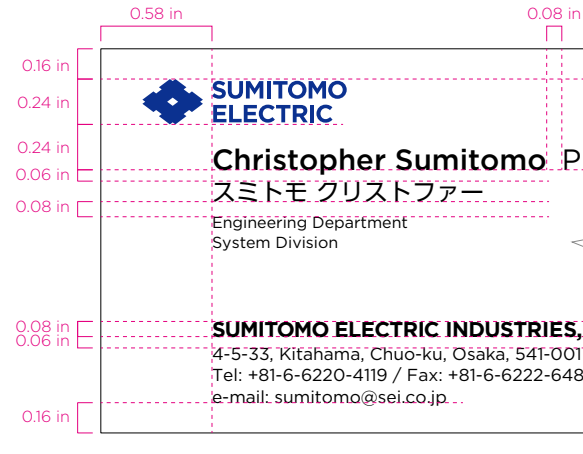 0.58 in
0.08 in
0.16 in
0.24 in
SUMITOMO
ELECTRIC
0.24 in
Christopher Sumitomo P
0.06 in
スミトモ クリストファー
0.08 in
Engineering Department
System Division
0.08 in
SUMITOMO ELECTRIC INDUSTRIES,
0.06 in
4-5-33, Kitahama, Chuo-ku, Osaka, 541-001
Tel: +81-6-6220-4119 / Fax: +81-6-6222-648
e-mail: sumitomo@sei.co.jp
0.16 in